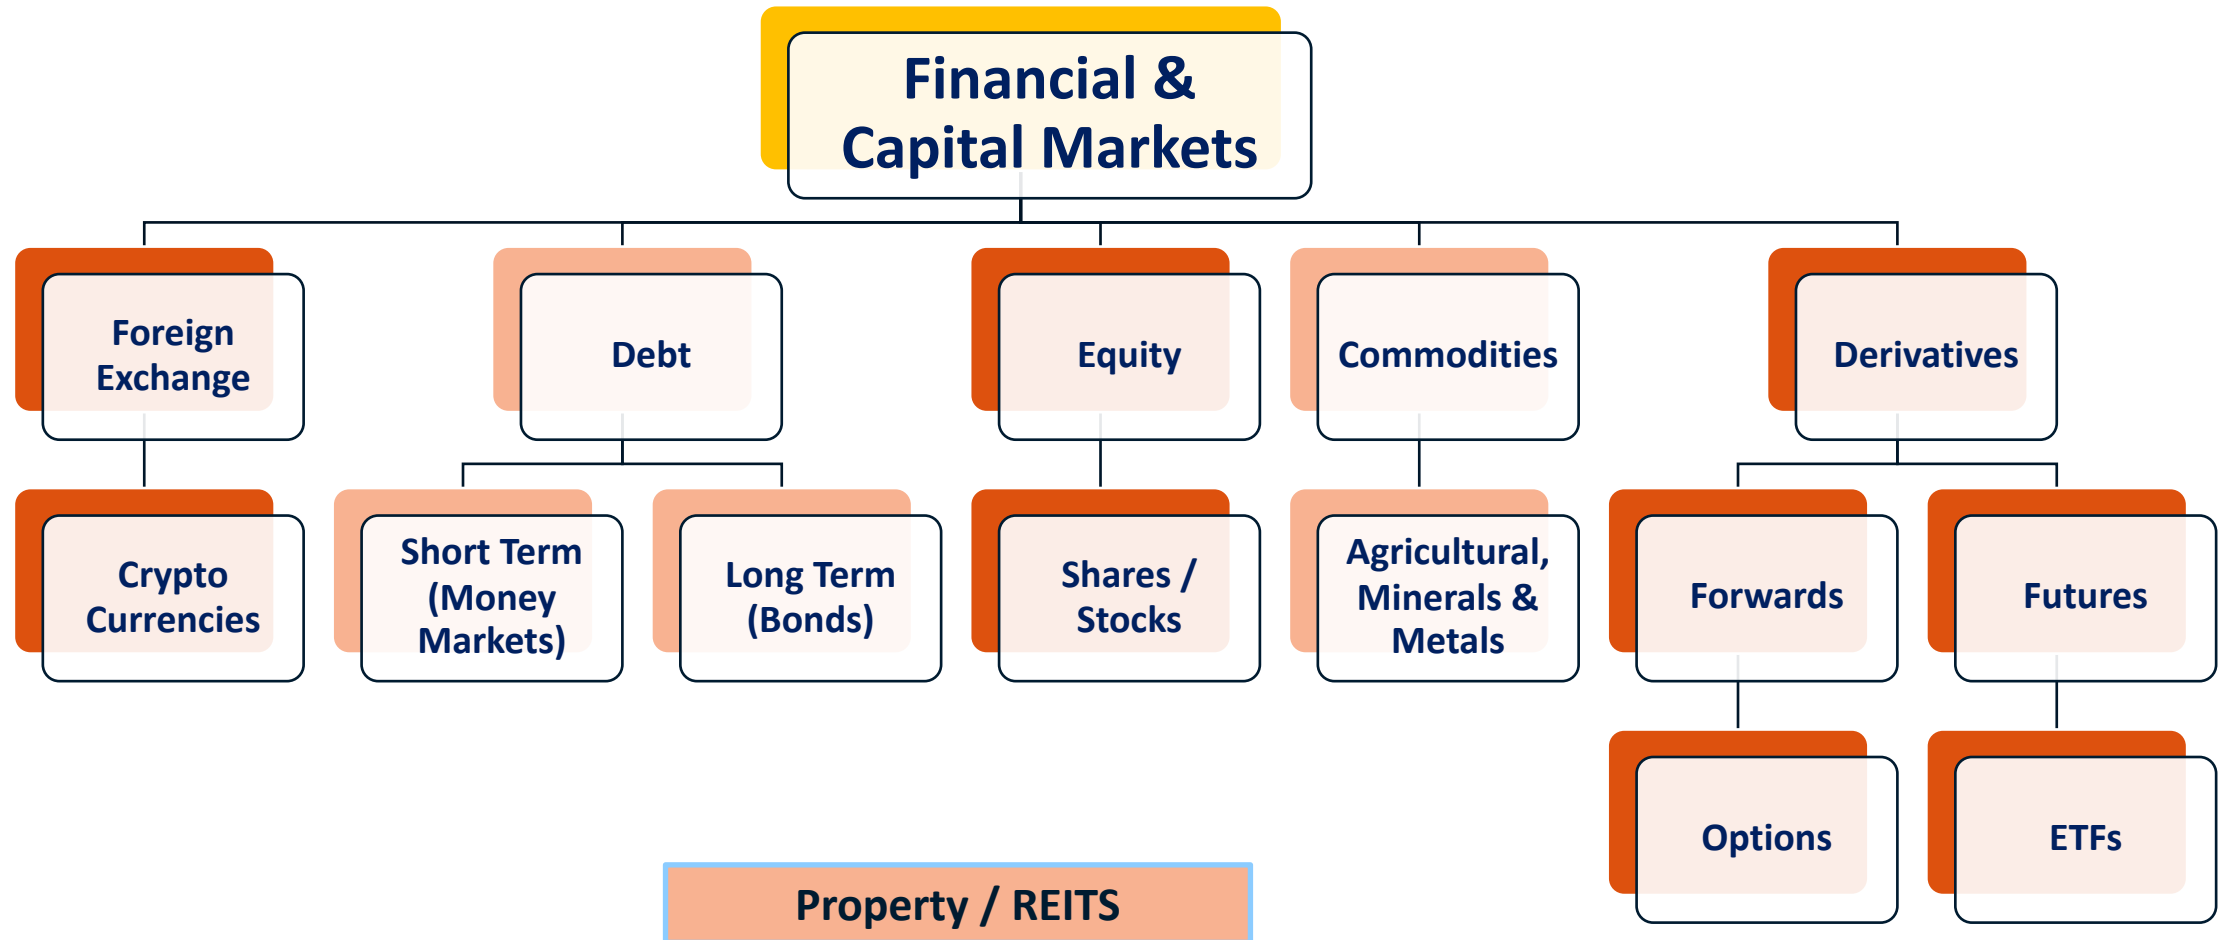 Financial &
Capital Markets
Foreign
Exchange
Debt
Equity
Commodities
Derivatives
Crypto
Currencies
Short Term
(Money
Markets)
Long Term
(Bonds)
Shares /
Stocks
Agricultural,
Minerals &
Metals
Forwards
Futures
Options
ETFs
Property / REITS